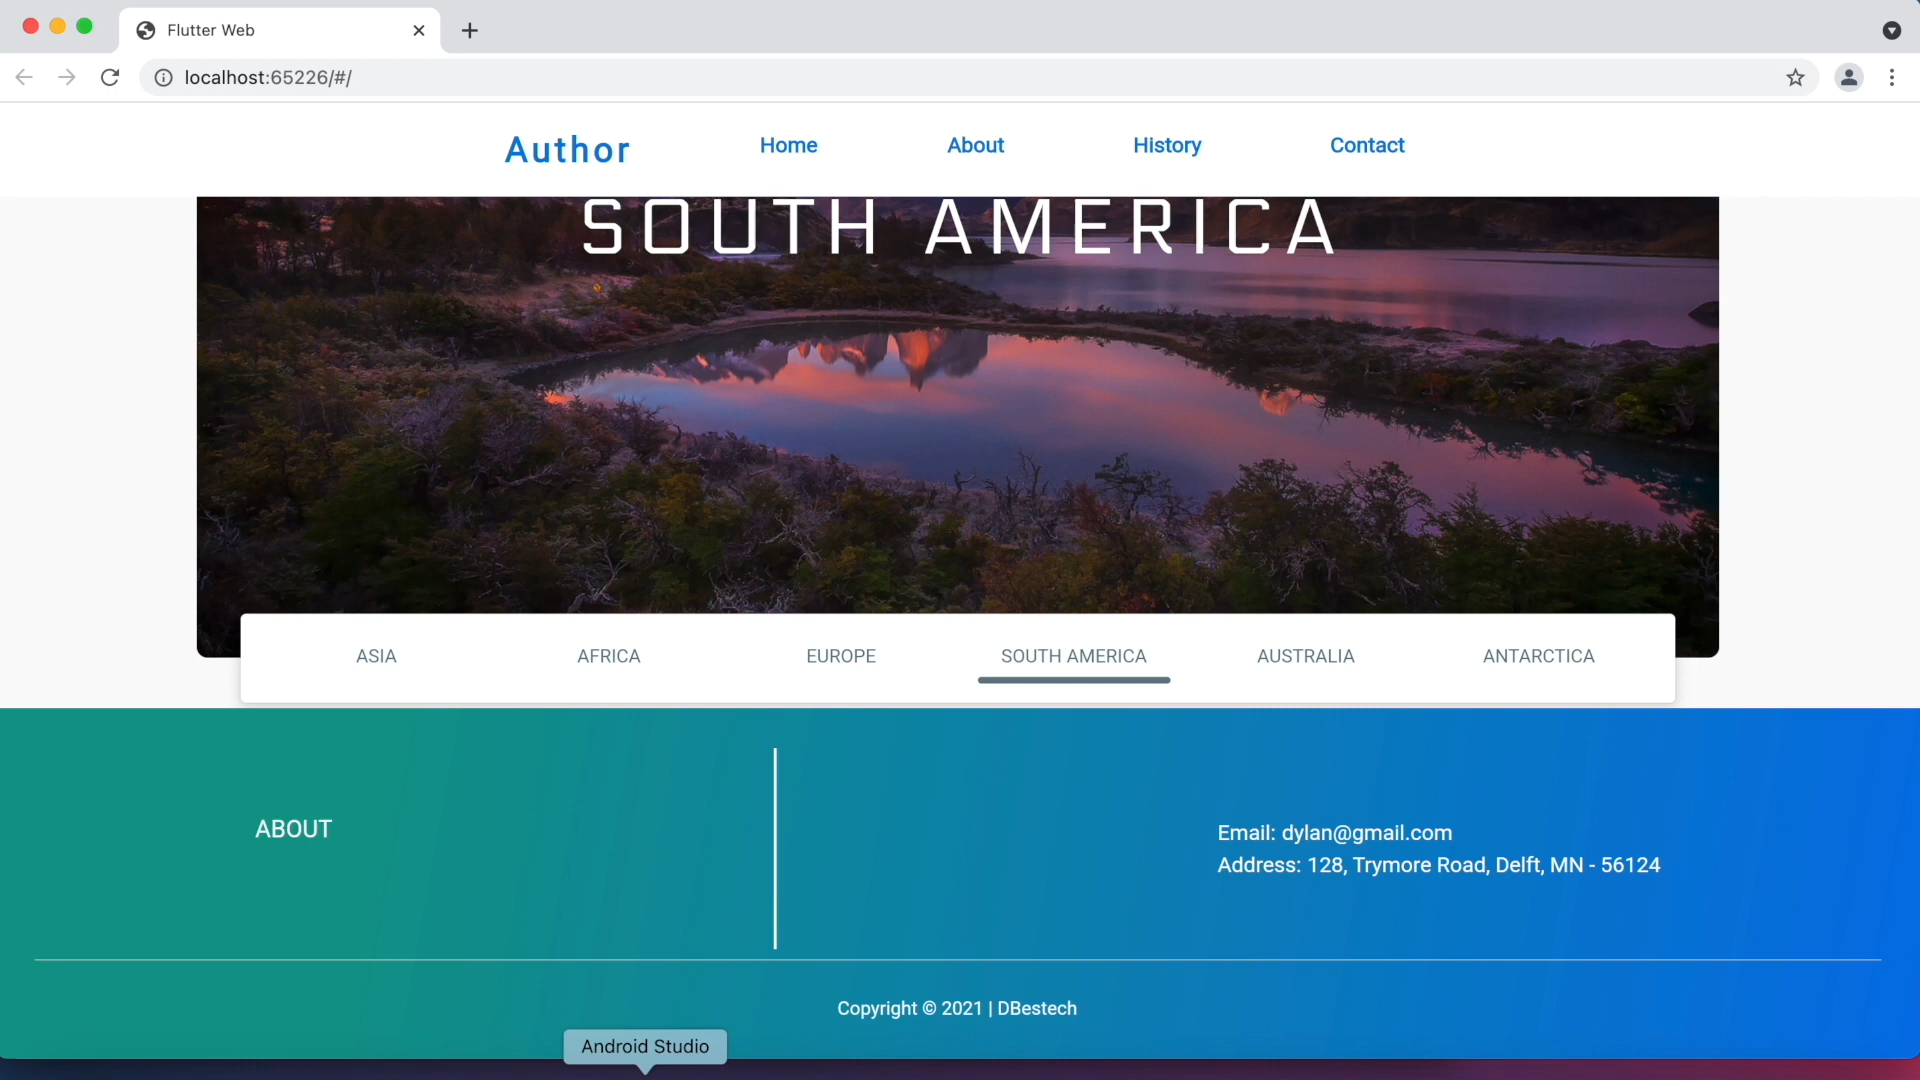 Flutter Web
localhost:65226/#/
Author
Home
About
History
Contact
SOUTH AMERICA
ASIA
AFRICA
EUROPE
SOUTH AMERICA
AUSTRALIA
ANTARCTICA
ABOUT
Email: dylan@gmail.com
Address: 128, Trymore Road, Delft, MN - 56124
Copyright © 2021 | DBestech
Android Studio